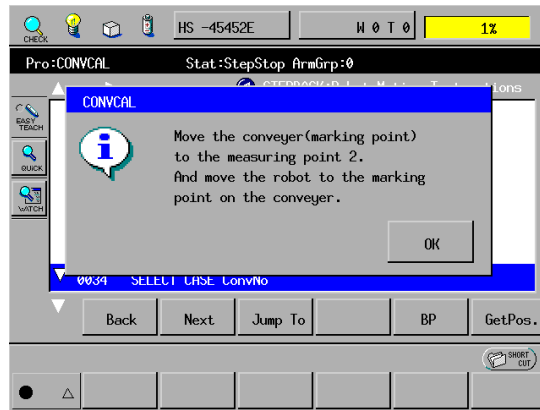 CHECK
HS -45452E
W 0 T 0
1%
Pro:CONVCAL Stat:StepStop ArmGrp:0
CONVCAL
EASY
TEACH
QUICK
WATCH
Move the conveyer(marking point)
to the measuring point 2.
And move the robot to the marking
point on the conveyer.
OK
0034 SELECT CASE ConvNo
Back Next Jump To BP GetPos.
SHORT
CUT